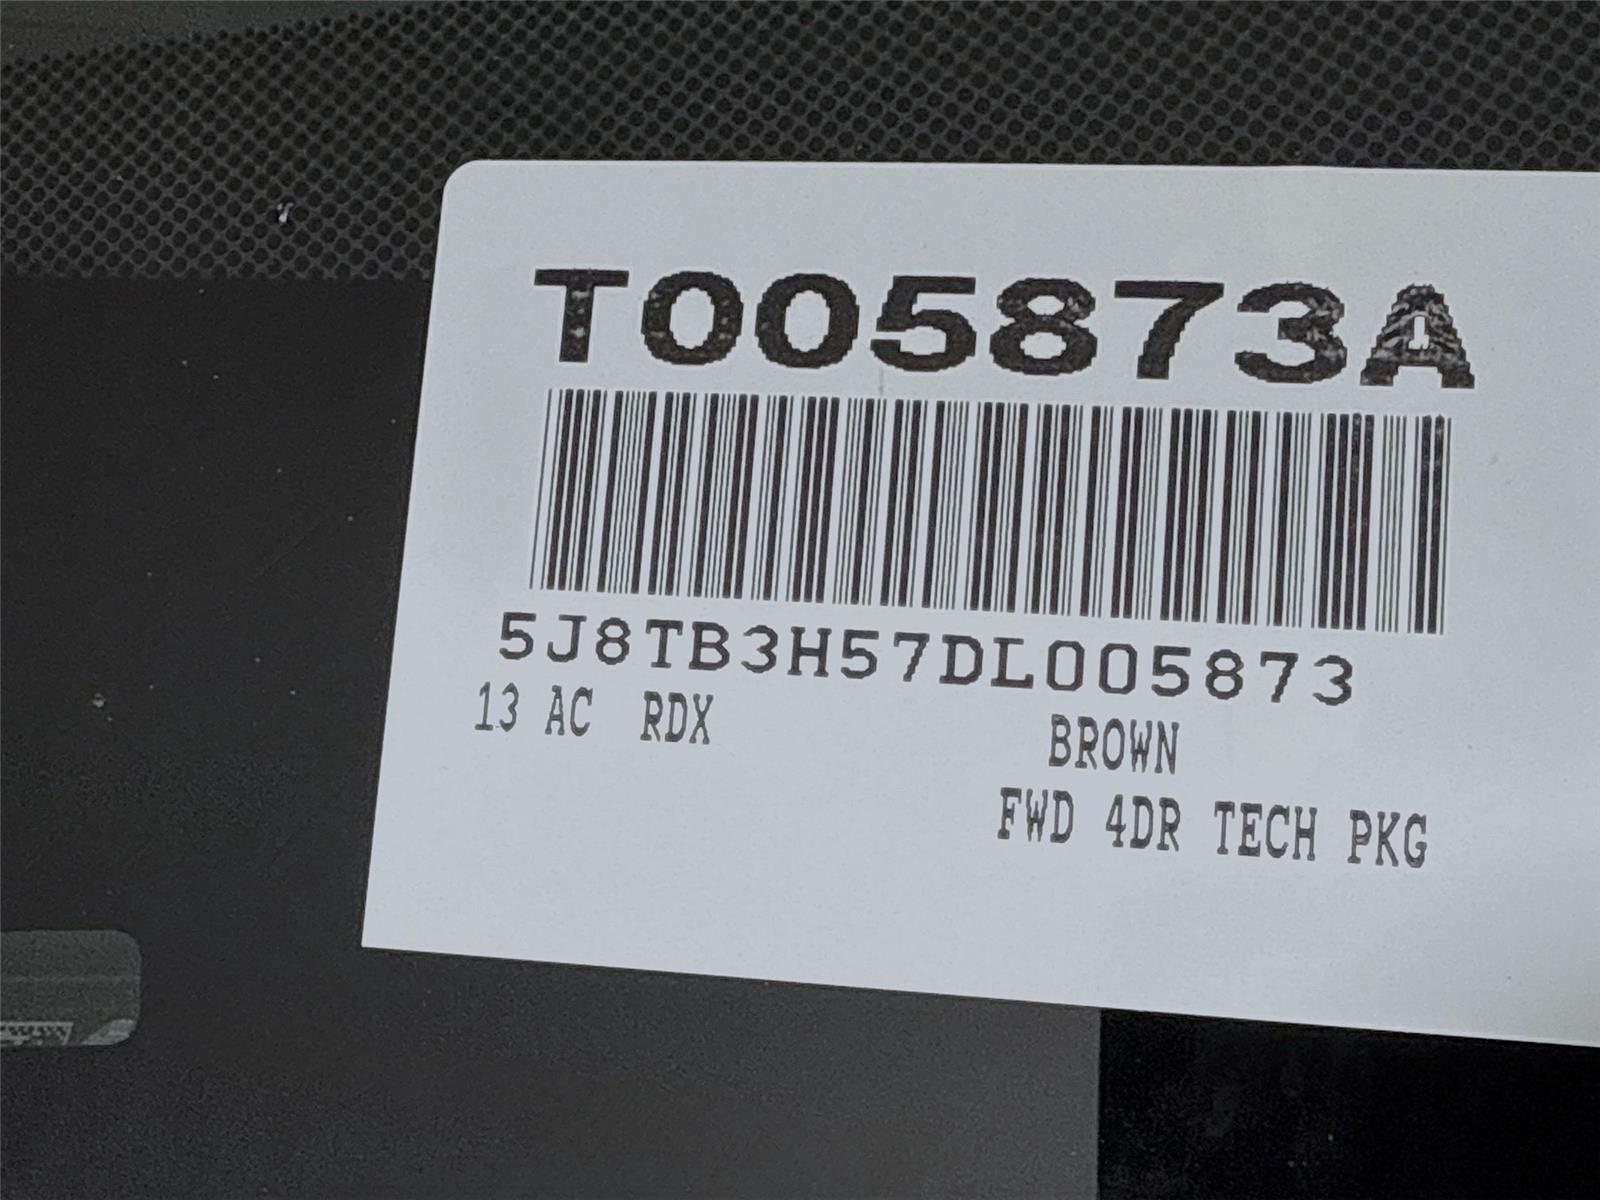 T005873A
5J8TB3H57DL005873
13 AC RDX BROWN
FWD 4DR TECH PKG